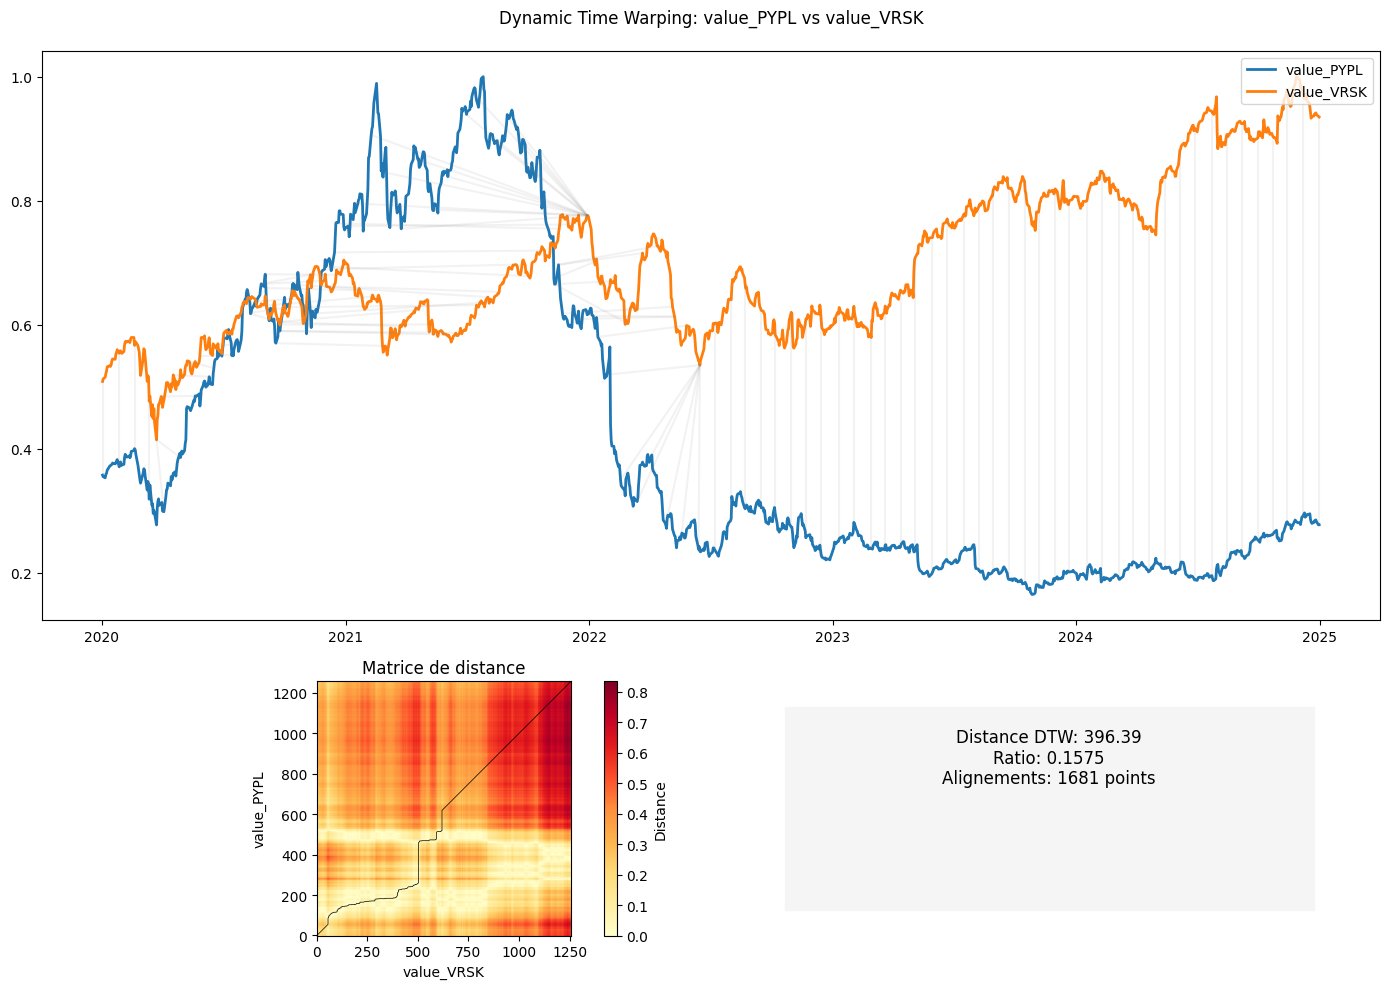 Dynamic Time Warping: value_PYPL vs value_VRSK
value_PYPL
value_VRSK
1.0
0.8
0.6
0.4
0.2
2020 2021 2022 2023 2024 2025
Matrice de distance
value_PYPL
1200
1000
800
600
400
200
0
0 250 500 750 1000 1250
value_VRSK
0.8
0.7
0.6
0.5
0.4
0.3
0.2
0.1
0.0
Distance
Distance DTW: 396.39
Ratio: 0.1575
Alignements: 1681 points